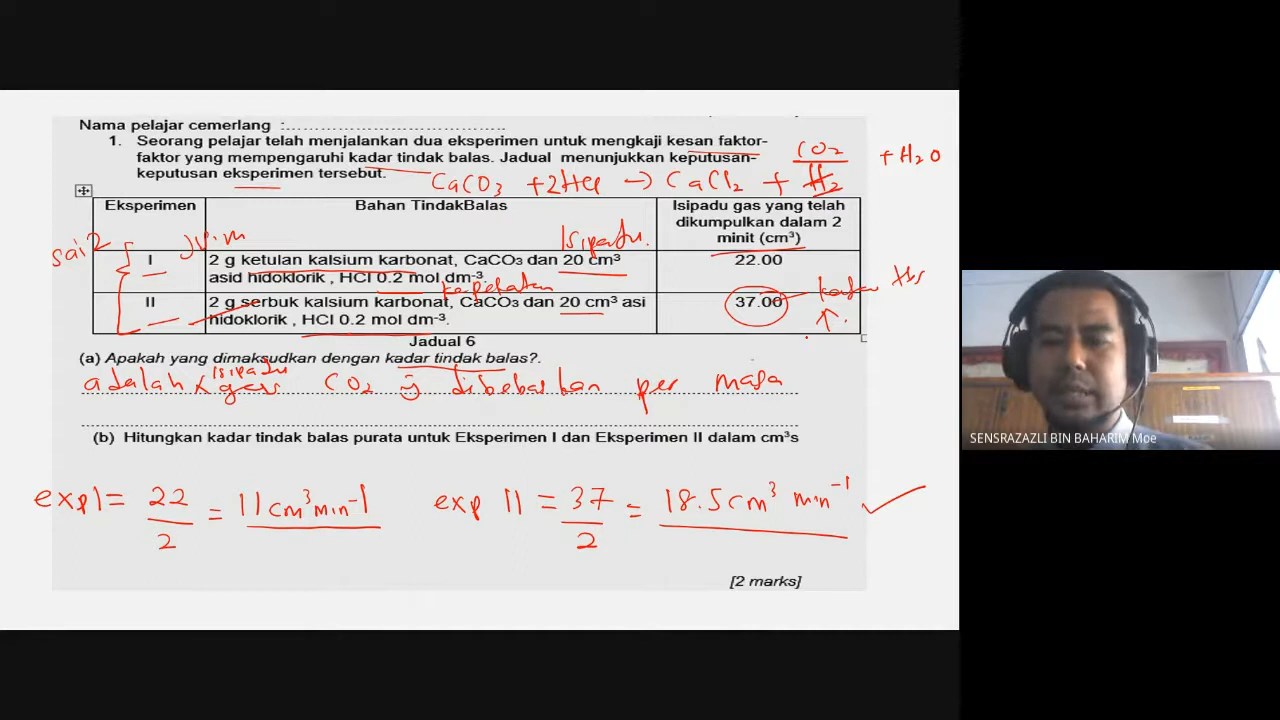 Nama pelajar cemerlang :
1. Seorang pelajar telah menjalankan dua eksperimen untuk mengkaji kesan faktor-
faktor yang mempengaruhi kadar tindak balas. Jadual menunjukkan keputusan-
keputusan eksperimen tersebut.
CO2
CaCO3 + 2HCl → CaCl2 + H2 + H2O
Eksperimen
Bahan TindakBalas
Isipadu gas yang telah
dikumpulkan dalam 2
minit (cm³)
saiz
Isipadu
I
2 g ketulan kalsium karbonat, CaCO3 dan 20 cm³
asid hidoklorik , HCl 0.2 mol dm-³.
22.00
kepekatan
II
2 g serbuk kalsium karbonat, CaCO3 dan 20 cm³ asi
hidoklorik , HCl 0.2 mol dm-³.
37.00
kadar tbs
↑
Jadual 6
(a) Apakah yang dimaksudkan dengan kadar tindak balas?.
isipadu
adalah gas CO2 yg dibebaskan per masa
(b) Hitungkan kadar tindak balas purata untuk Eksperimen I dan Eksperimen II dalam cm³s
exp I = 22/2 = 11 cm³ min-1
exp II = 37/2 = 18.5 cm³ min-1 ✓
[2 marks]
SENSRAZAZLI BIN BAHARIM Moe